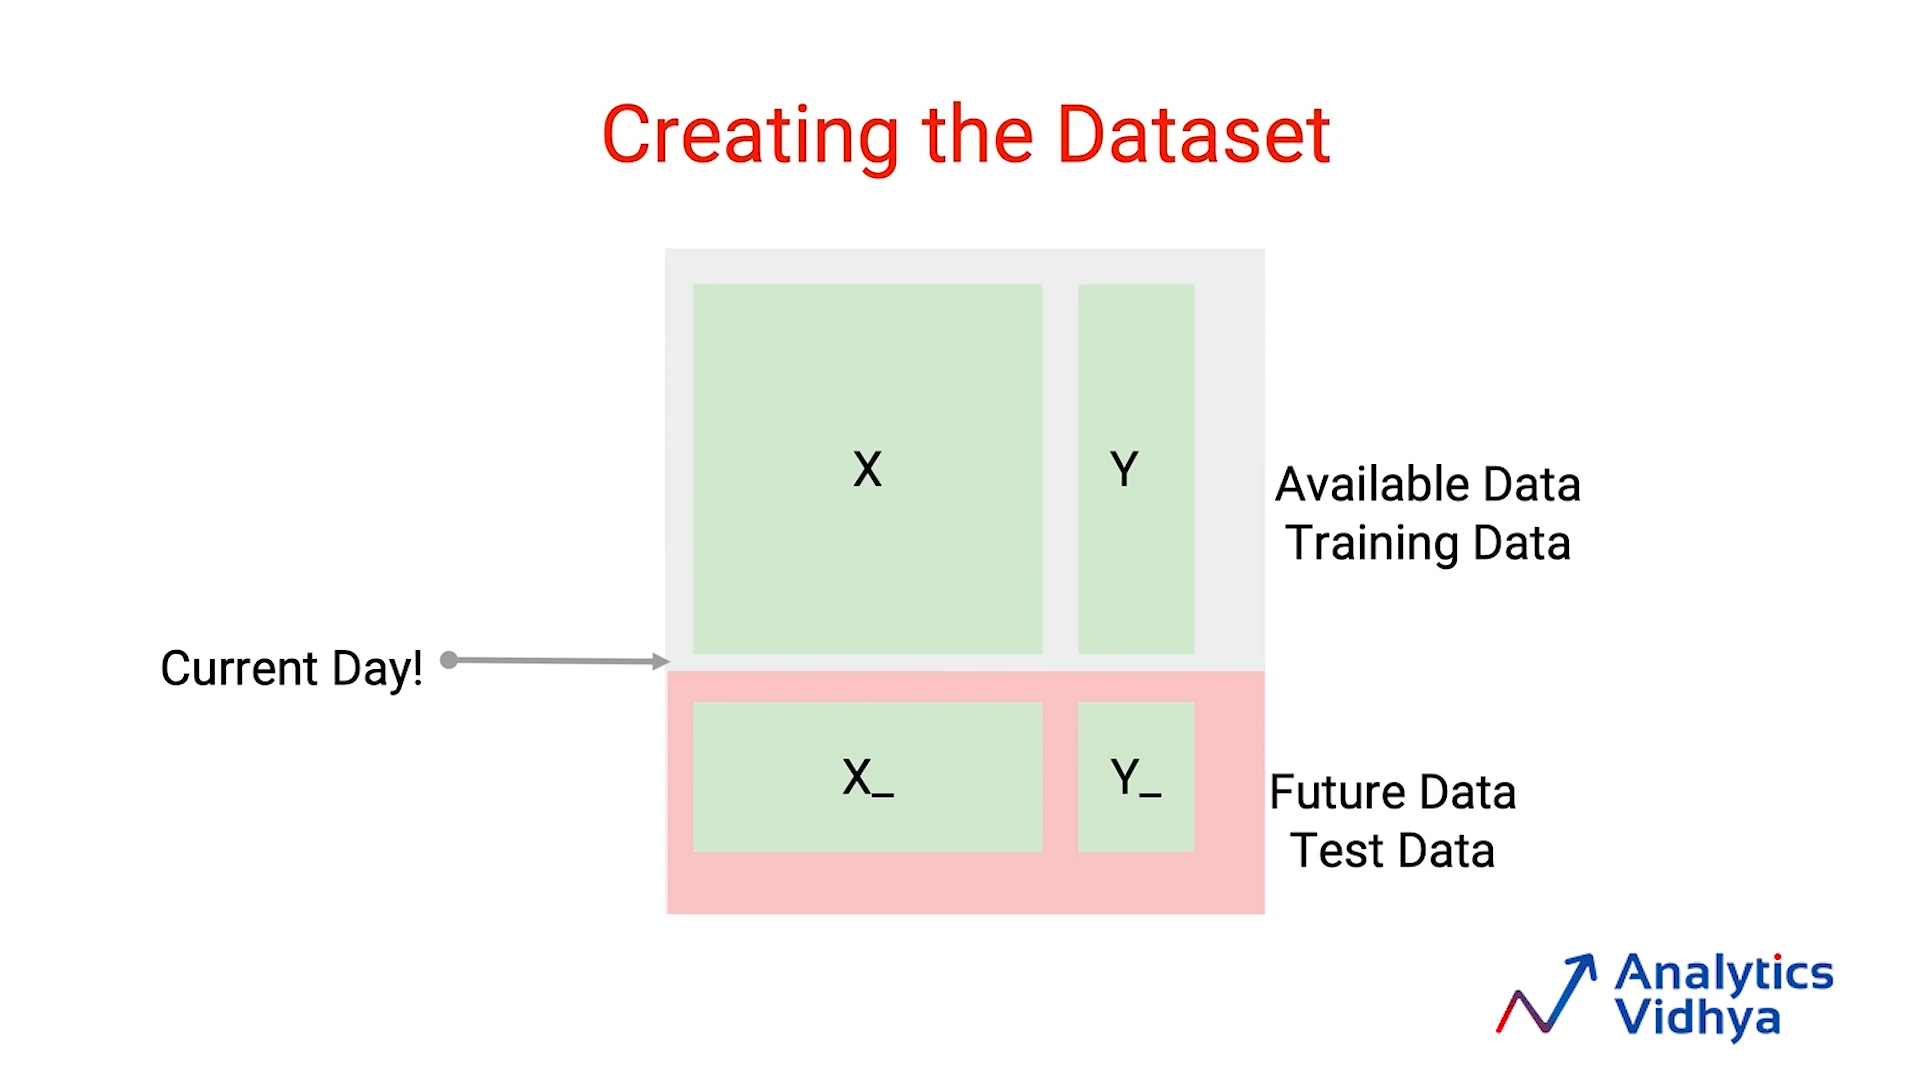 Creating the Dataset
X
Y
Available Data
Training Data
Current Day!
X_
Y_
Future Data
Test Data
Analytics
Vidhya